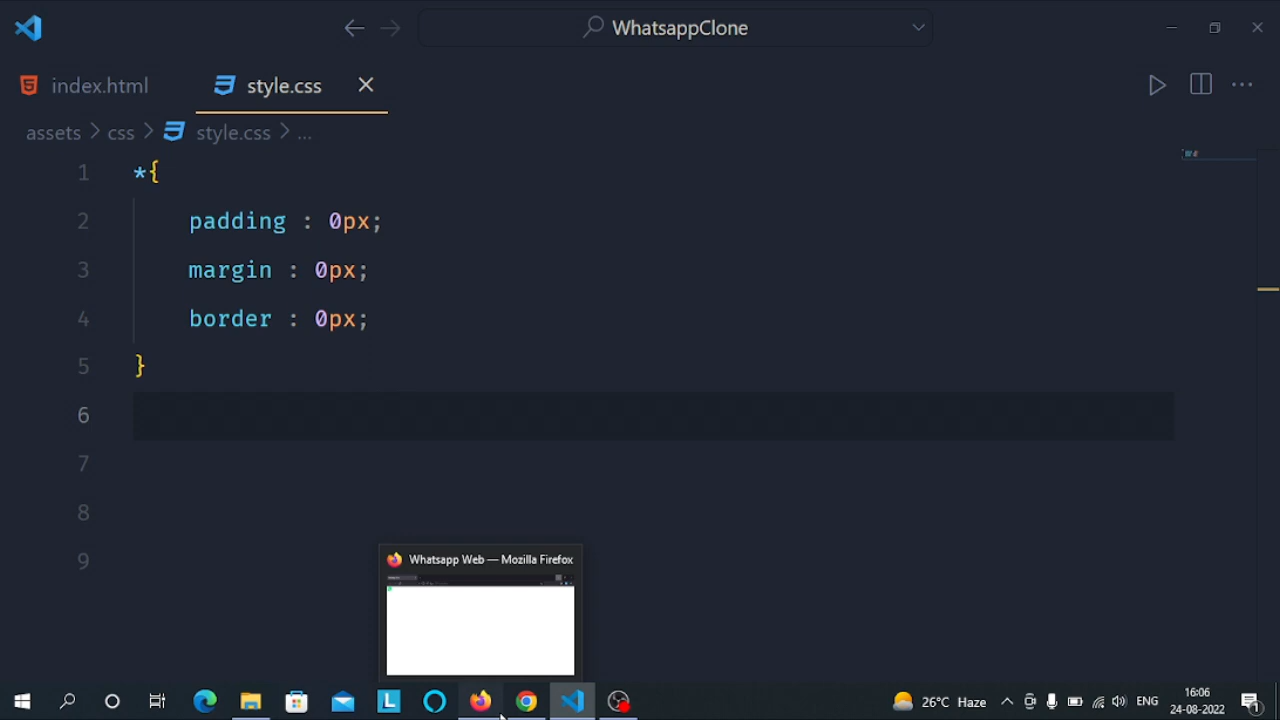 WhatsappClone
index.html
style.css
assets > css > style.css > ...
1 *{
2 padding : 0px;
3 margin : 0px;
4 border : 0px;
5 }
6
7
8
9
Whatsapp Web — Mozilla Firefox
L
26°C Haze
ENG
16:06
24-08-2022
1